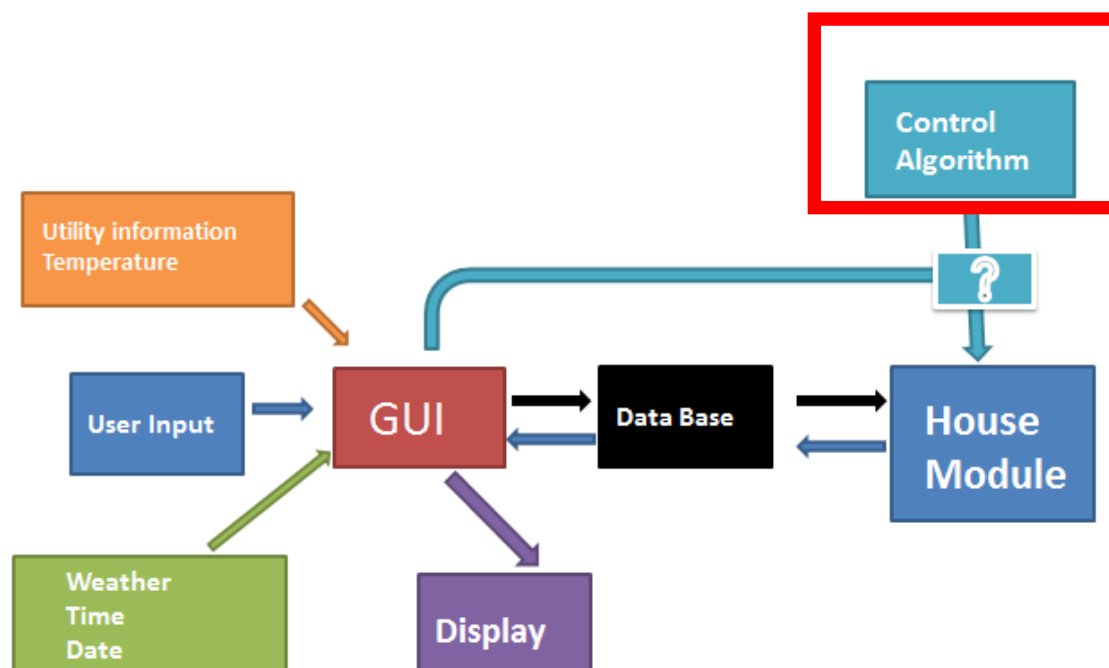 Control
Algorithm
Utility information
Temperature
?
User Input
GUI
Data Base
House
Module
Weather
Time
Date
Display